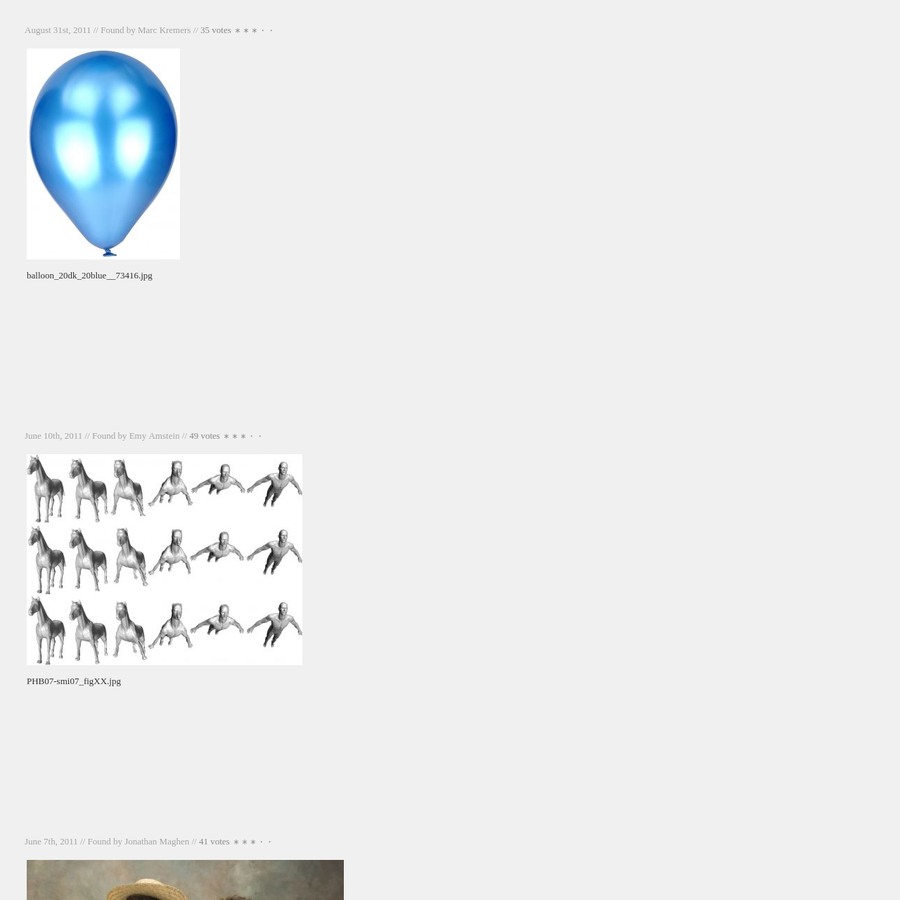 August 31st, 2011 // Found by Marc Kremers // 35 votes ✷ ✷ ✷ · ·
balloon_20dk_20blue__73416.jpg
June 10th, 2011 // Found by Emy Amstein // 49 votes ✷ ✷ ✷ · ·
PHB07-smi07_figXX.jpg
June 7th, 2011 // Found by Jonathan Maghen // 41 votes ✷ ✷ ✷ · ·